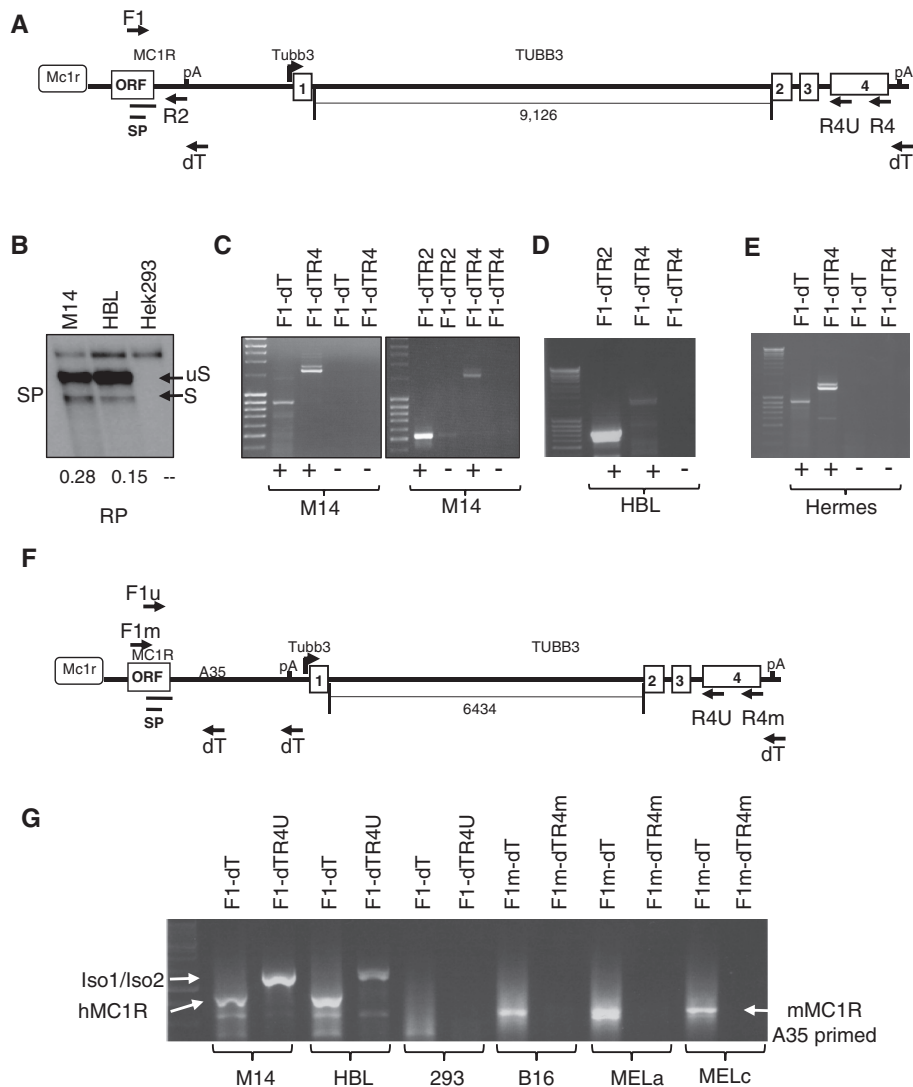 A
F1
MC1R
Tubb3
TUBB3
Mc1r
ORF
pA
1
2
3
4
pA
SP
R2
9,126
R4U
R4
dT
dT
B
M14
HBL
Hek293
SP
uS
S
0.28 0.15 --
RP
C
F1-dT
F1-dTR4
F1-dT
F1-dTR4
+ + - -
M14
F1-dTR2
F1-dTR2
F1-dTR4
F1-dTR4
+ - + -
M14
D
F1-dTR2
F1-dTR4
F1-dTR4
+ + -
HBL
E
F1-dT
F1-dTR4
F1-dT
F1-dTR4
+ + - -
Hermes
F
F1u
F1m
MC1R
Tubb3
TUBB3
Mc1r
ORF
A35
pA
1
2
3
4
pA
SP
6434
R4U
R4m
dT
dT
dT
G
F1-dT
F1-dTR4U
F1-dT
F1-dTR4U
F1-dT
F1-dTR4U
F1m-dT
F1m-dTR4m
F1m-dT
F1m-dTR4m
F1m-dT
F1m-dTR4m
Iso1/Iso2
hMC1R
mMC1R
A35 primed
M14
HBL
293
B16
MELa
MELc